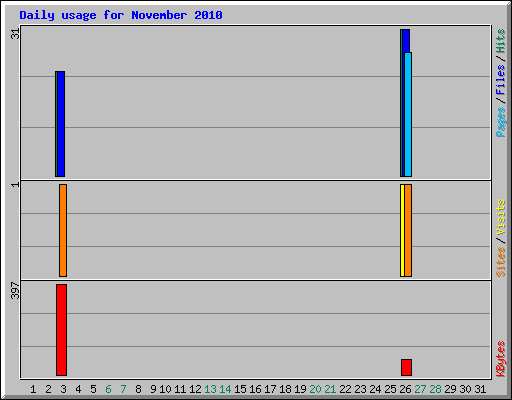 Daily usage for November 2010
31
1
397
Pages/Files/Hits
Sites/Visits
KBytes
1 2 3 4 5 6 7 8 9 10 11 12 13 14 15 16 17 18 19 20 21 22 23 24 25 26 27 28 29 30 31